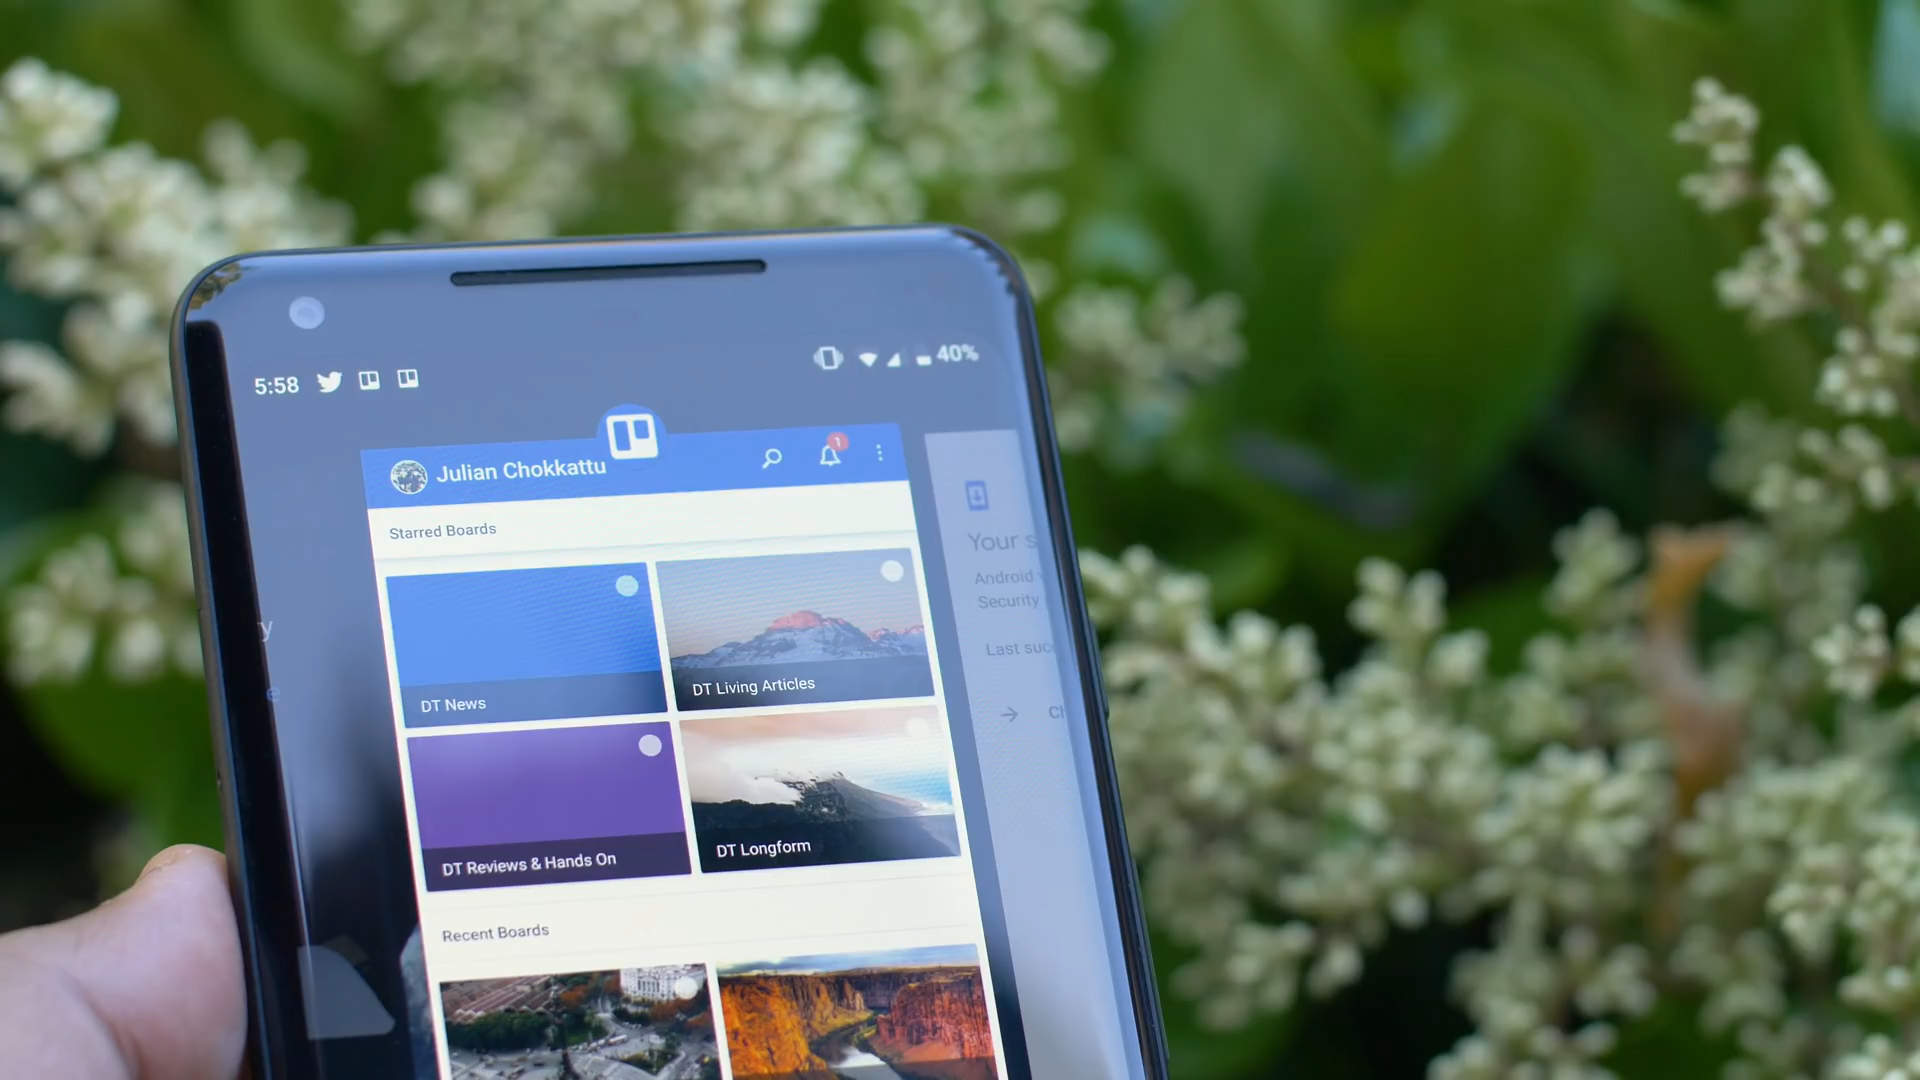 5:58
40%
Julian Chokkattu
1
Starred Boards
DT News
DT Living Articles
DT Reviews & Hands On
DT Longform
Recent Boards
y
e
Your s
Android
Security
Last suc